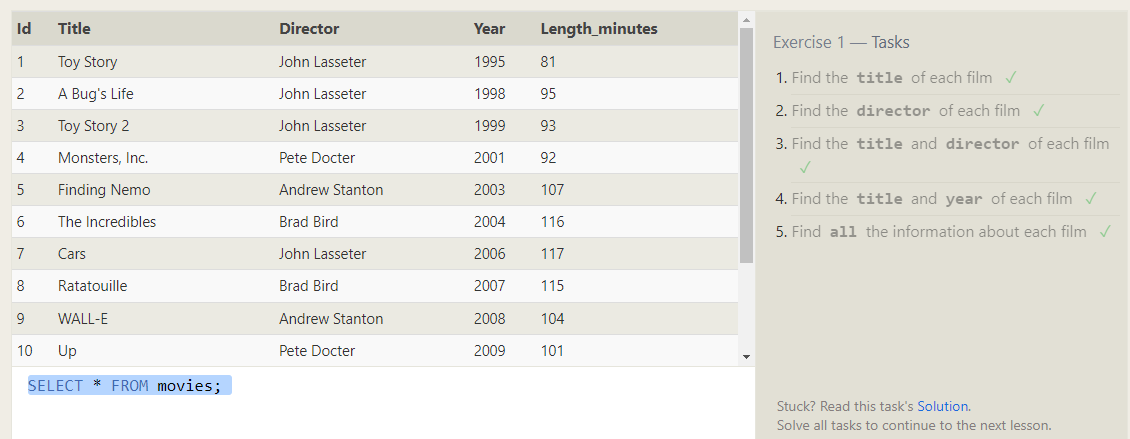 Id Title Director Year Length_minutes
1 Toy Story John Lasseter 1995 81
2 A Bug's Life John Lasseter 1998 95
3 Toy Story 2 John Lasseter 1999 93
4 Monsters, Inc. Pete Docter 2001 92
5 Finding Nemo Andrew Stanton 2003 107
6 The Incredibles Brad Bird 2004 116
7 Cars John Lasseter 2006 117
8 Ratatouille Brad Bird 2007 115
9 WALL-E Andrew Stanton 2008 104
10 Up Pete Docter 2009 101
SELECT * FROM movies;
Exercise 1 — Tasks
1. Find the title of each film ✓
2. Find the director of each film ✓
3. Find the title and director of each film
✓
4. Find the title and year of each film ✓
5. Find all the information about each film ✓
Stuck? Read this task's Solution.
Solve all tasks to continue to the next lesson.